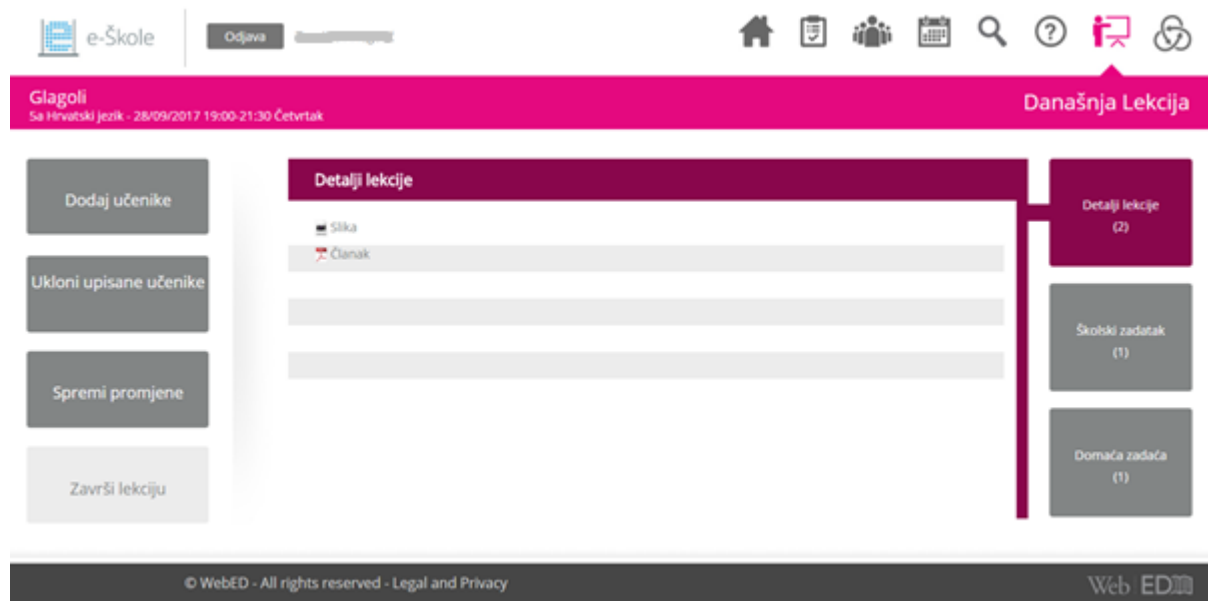 e-Škole
Odjava
Glagoli
Sa Hrvatski jezik - 28/09/2017 19:00-21:30 Četvrtak
Današnja Lekcija
Dodaj učenike
Ukloni upisane učenike
Spremi promjene
Završi lekciju
Detalji lekcije
Slika
Članak
Detalji lekcije
(2)
Školski zadatak
(1)
Domaća zadaća
(1)
© WebED - All rights reserved - Legal and Privacy
Web ED